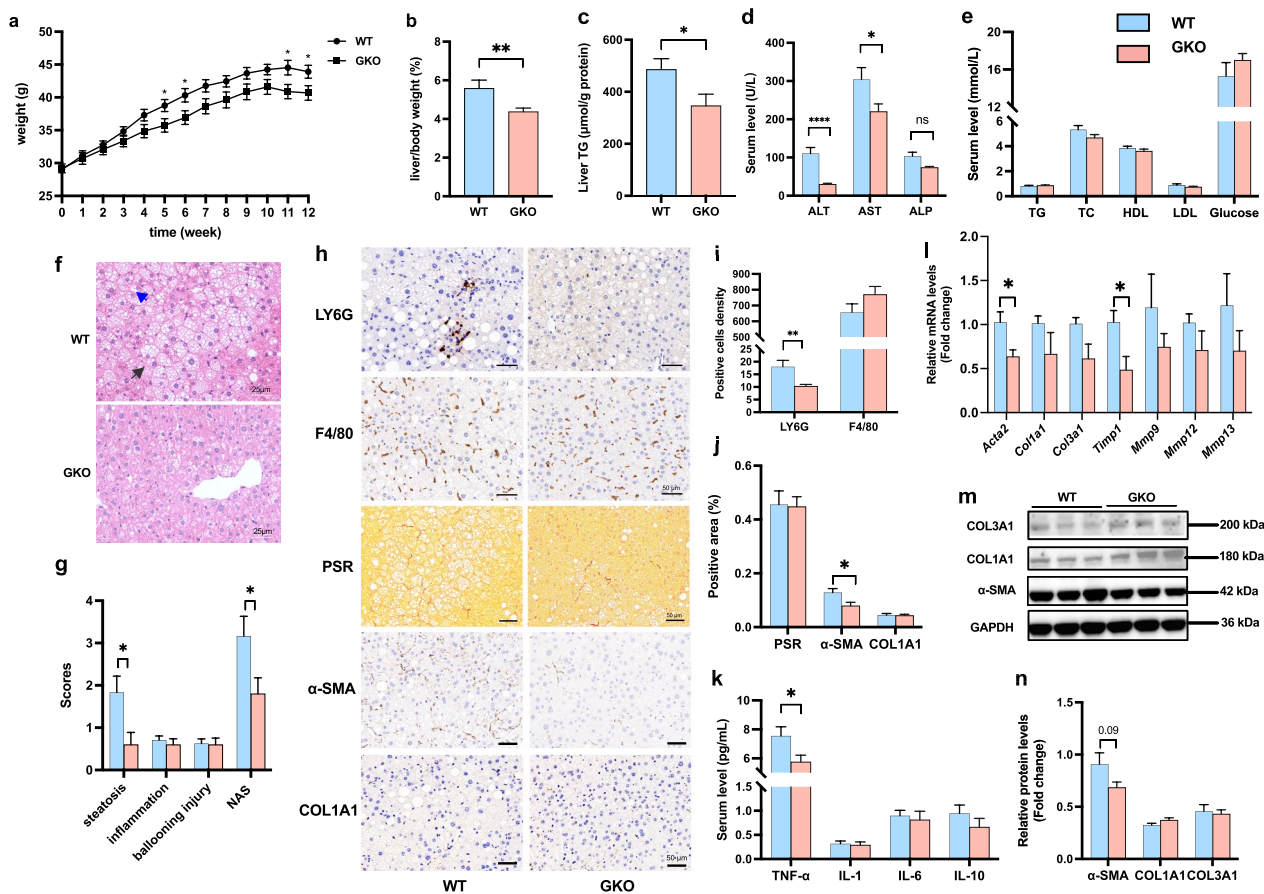 a
50
45
40
35
30
25
weight (g)
0 1 2 3 4 5 6 7 8 9 10 11 12
time (week)
* * * *
WT
GKO
b
**
8
6
4
2
0
liver/body weight (%)
WT GKO
c
*
600
400
200
0
Liver TG (μmol/g protein)
WT GKO
d
400
300
200
100
0
Serum level (U/L)
**** * ns
ALT AST ALP
e
20
16
12
6
4
2
0
Serum level (mmol/L)
TG TC HDL LDL Glucose
WT
GKO
f
WT
25μm
GKO
25μm
g
4
3
2
1
0
Scores
* *
steatosis
inflammation
ballooning injury
NAS
h
LY6G
F4/80
50 μm
PSR
50 μm
α-SMA
COL1A1
50 μm
WT GKO
i
900
800
700
600
500
25
20
15
10
5
0
Positive cells density
**
LY6G F4/80
j
0.6
0.4
0.2
0.0
Positive area (%)
*
PSR α-SMA COL1A1
k
10
8
6
1.5
1.0
0.5
0.0
Serum level (pg/mL)
*
TNF-α IL-1 IL-6 IL-10
l
2.0
1.5
1.0
0.5
0.0
Relative mRNA levels
(Fold change)
* *
Acta2
Col1a1
Col3a1
Timp1
Mmp9
Mmp12
Mmp13
m
WT GKO
COL3A1 200 kDa
COL1A1 180 kDa
α-SMA 42 kDa
GAPDH 36 kDa
n
1.5
1.0
0.5
0.0
Relative protein levels
(Fold change)
0.09
α-SMA COL1A1 COL3A1